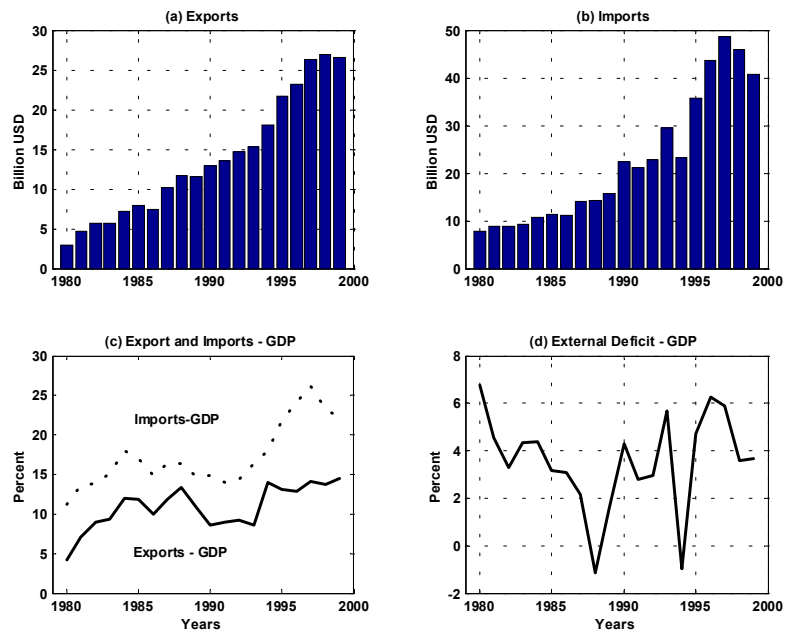 (a) Exports
30
25
20
15
10
5
0
Billion USD
1980 1985 1990 1995 2000
(b) Imports
50
40
30
20
10
0
Billion USD
1980 1985 1990 1995 2000
(c) Export and Imports - GDP
30
25
20
15
10
5
0
Percent
Imports-GDP
Exports - GDP
1980 1985 1990 1995 2000
Years
(d) External Deficit - GDP
8
6
4
2
0
-2
Percent
1980 1985 1990 1995 2000
Years